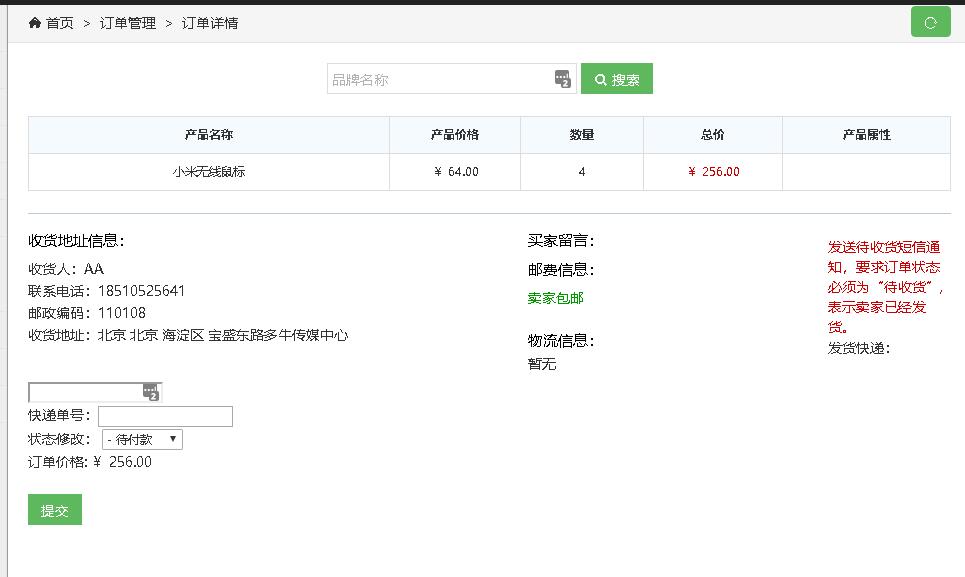 首页 > 订单管理 > 订单详情
品牌名称 2 搜索
产品名称 产品价格 数量 总价 产品属性
小米无线鼠标 ¥ 64.00 4 ¥ 256.00
收货地址信息：
收货人：AA
联系电话：18510525641
邮政编码：110108
收货地址：北京 北京 海淀区 宝盛东路多牛传媒中心
买家留言：
邮费信息：
卖家包邮
物流信息：
暂无
发送待收货短信通
知，要求订单状态
必须为“待收货”，
表示卖家已经发
货。
发货快递：
2
快递单号：
状态修改： - 待付款
订单价格: ¥ 256.00
提交